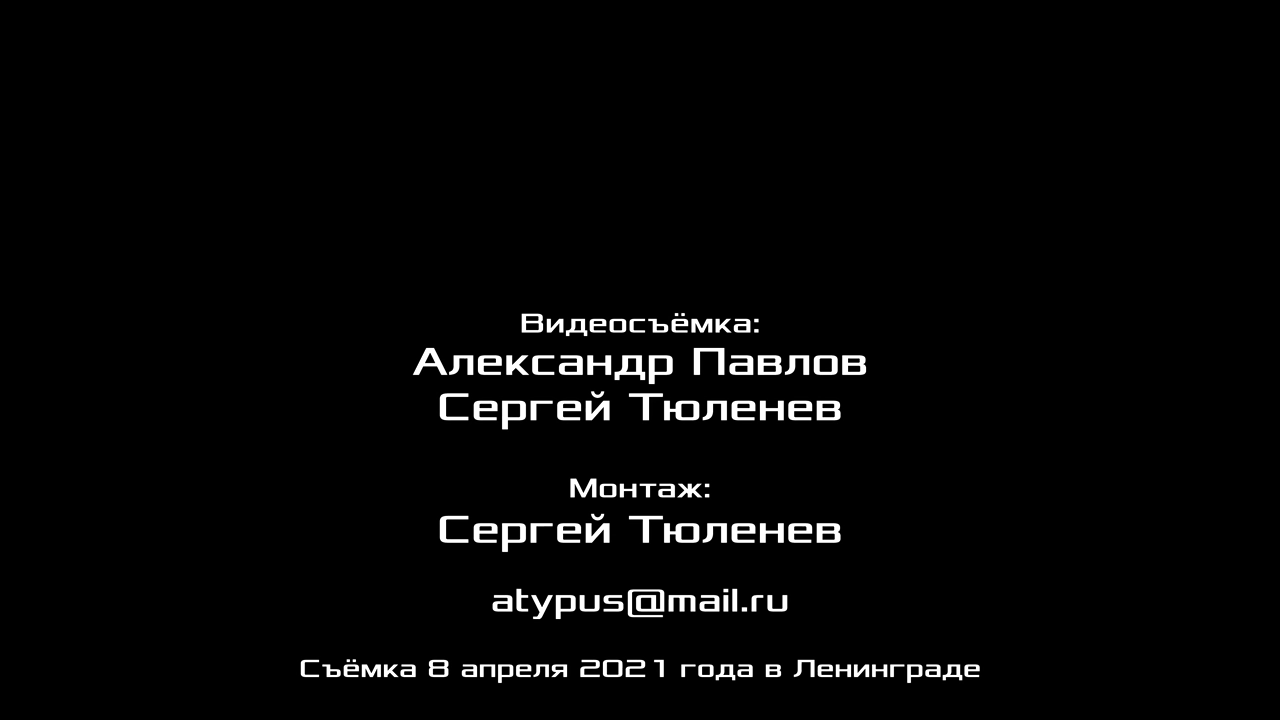 Видеосъёмка:
Александр Павлов
Сергей Тюленев
Монтаж:
Сергей Тюленев
atypus@mail.ru
Съёмка 8 апреля 2021 года в Ленинграде